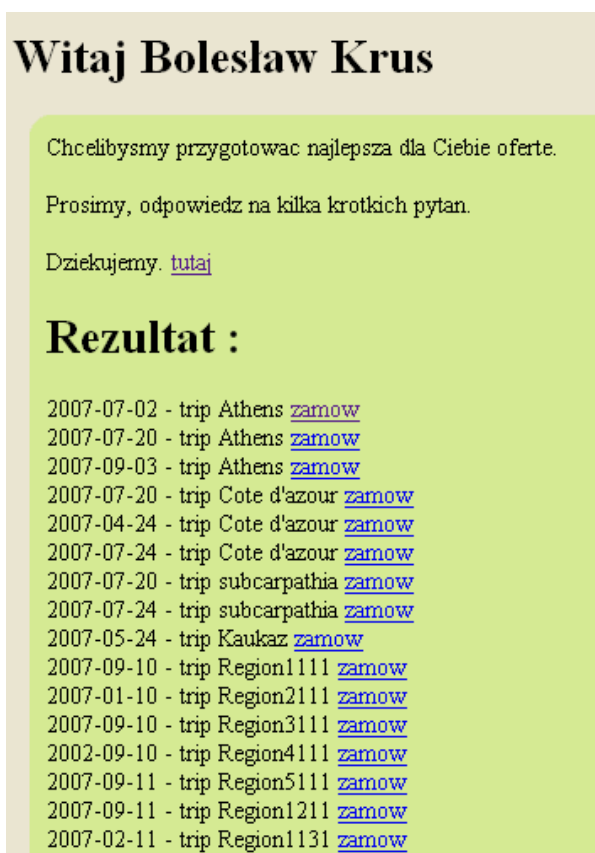 Witaj Bolesław Krus
Chcelibysmy przygotowac najlepsza dla Ciebie oferte.
Prosimy, odpowiedz na kilka krotkich pytan.
Dziekujemy. tutaj
Rezultat :
2007-07-02 - trip Athens zamow
2007-07-20 - trip Athens zamow
2007-09-03 - trip Athens zamow
2007-07-20 - trip Cote d'azour zamow
2007-04-24 - trip Cote d'azour zamow
2007-07-24 - trip Cote d'azour zamow
2007-07-20 - trip subcarpathia zamow
2007-07-24 - trip subcarpathia zamow
2007-05-24 - trip Kaukaz zamow
2007-09-10 - trip Region1111 zamow
2007-01-10 - trip Region2111 zamow
2007-09-10 - trip Region3111 zamow
2002-09-10 - trip Region4111 zamow
2007-09-11 - trip Region5111 zamow
2007-09-11 - trip Region1211 zamow
2007-02-11 - trip Region1131 zamow